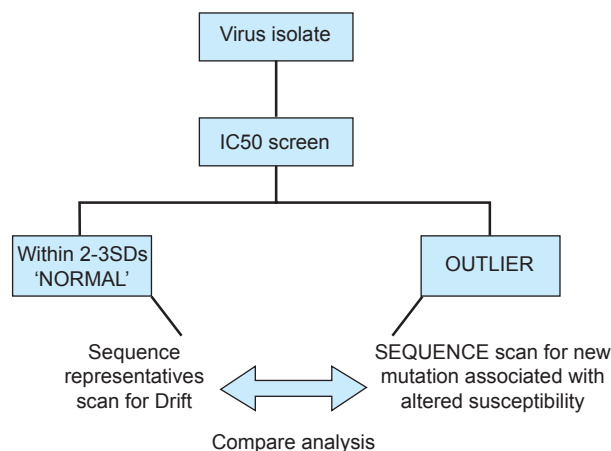 Virus isolate
IC50 screen
Within 2-3SDs
‘NORMAL’
OUTLIER
Sequence
representatives
scan for Drift
SEQUENCE scan for new
mutation associated with
altered susceptibility
Compare analysis